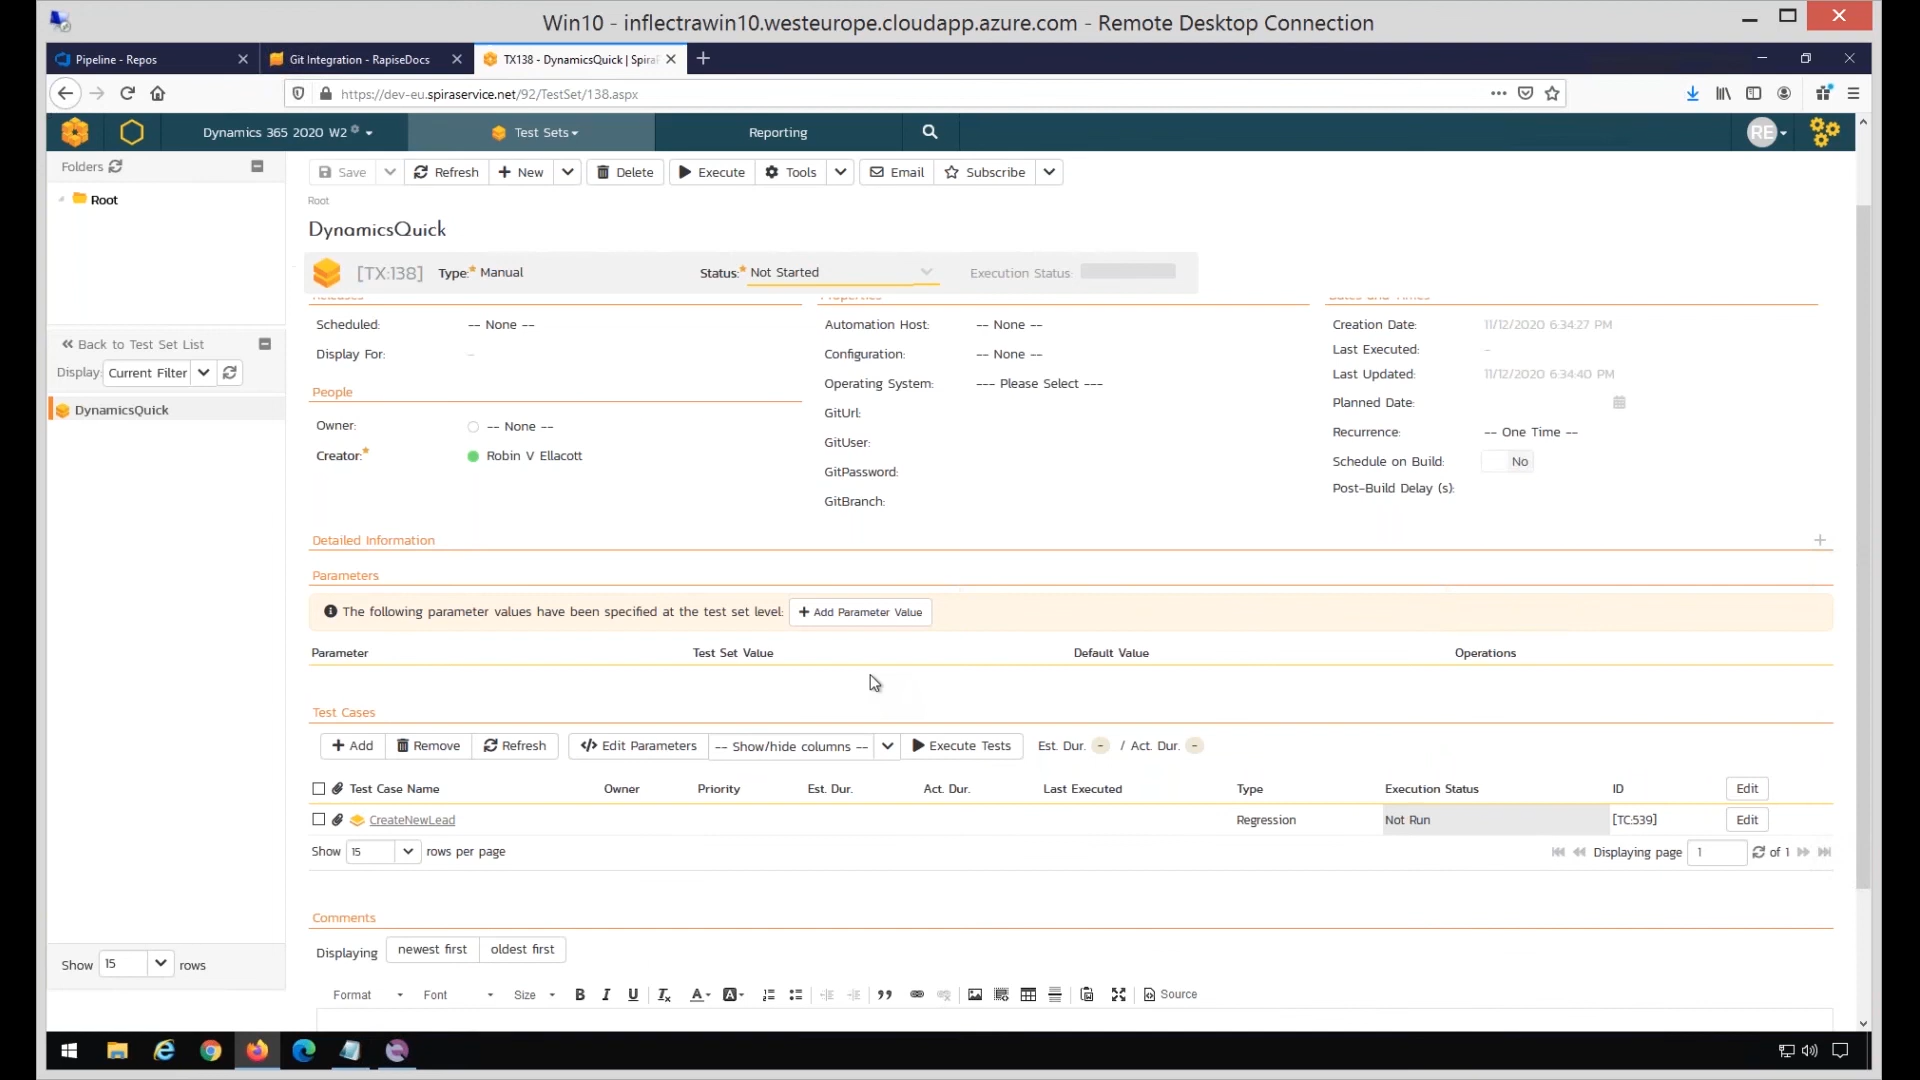 Win10 - inflectrawin10.westeurope.cloudapp.azure.com - Remote Desktop Connection
Pipeline - Repos
Git Integration - RapiseDocs
TX138 - DynamicsQuick | Spira
https://dev-eu.spiraservice.net/92/TestSet/138.aspx
Dynamics 365 2020 W2
Test Sets
Reporting
RE
Folders
Root
Save
Refresh
New
Delete
Execute
Tools
Email
Subscribe
Root
DynamicsQuick
[TX:138]
Type:* Manual
Status:* Not Started
Execution Status:
Releases
Properties
Dates and Times
Scheduled: -- None --
Display For: -
People
Owner: -- None --
Creator:* Robin V Ellacott
Automation Host: -- None --
Configuration: -- None --
Operating System: --- Please Select ---
GitUrl:
GitUser:
GitPassword:
GitBranch:
Creation Date: 11/12/2020 6:34:27 PM
Last Executed: -
Last Updated: 11/12/2020 6:34:40 PM
Planned Date:
Recurrence: -- One Time --
Schedule on Build: No
Post-Build Delay (s):
Back to Test Set List
Display: Current Filter
DynamicsQuick
Show 15 rows
Detailed Information
Parameters
The following parameter values have been specified at the test set level: + Add Parameter Value
Parameter Test Set Value Default Value Operations
Test Cases
Add Remove Refresh </> Edit Parameters -- Show/hide columns -- Execute Tests Est. Dur. - / Act. Dur. -
Test Case Name Owner Priority Est. Dur. Act. Dur. Last Executed Type Execution Status ID Edit
CreateNewLead Regression Not Run [TC:539] Edit
Show 15 rows per page
Displaying page 1 of 1
Comments
Displaying newest first oldest first
Format Font Size B I U Tx A A Source